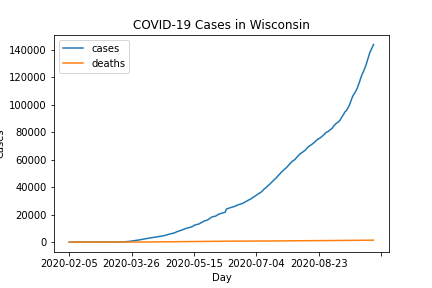 COVID-19 Cases in Wisconsin
cases
deaths
140000
120000
100000
80000
60000
40000
20000
0
cases
2020-02-05 2020-03-26 2020-05-15 2020-07-04 2020-08-23
Day